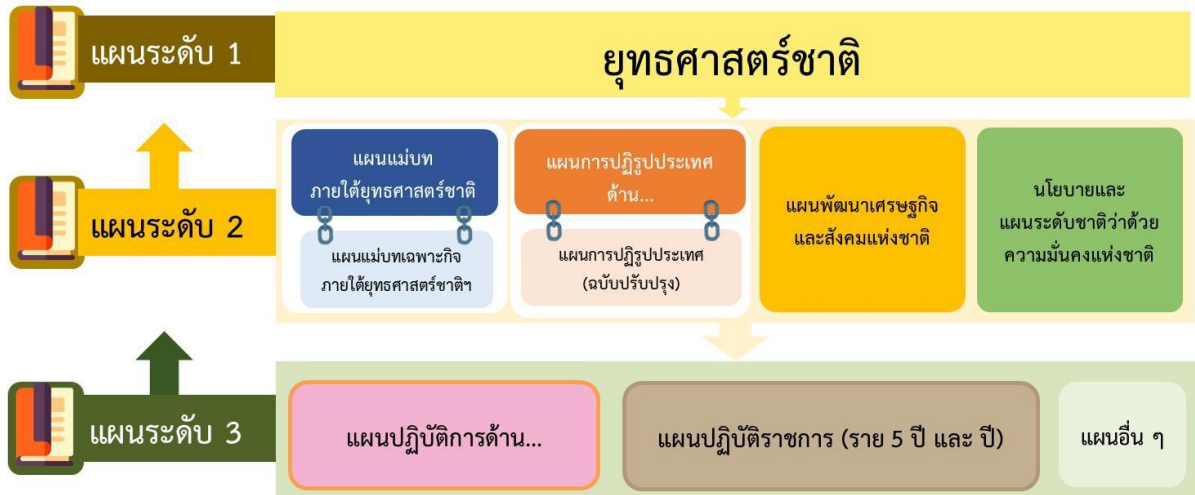 แผนระดับ 1
ยุทธศาสตร์ชาติ
แผนระดับ 2
แผนแม่บท
ภายใต้ยุทธศาสตร์ชาติ
แผนแม่บทเฉพาะกิจ
ภายใต้ยุทธศาสตร์ชาติฯ
แผนการปฏิรูปประเทศ
ด้าน...
แผนการปฏิรูปประเทศ
(ฉบับปรับปรุง)
แผนพัฒนาเศรษฐกิจ
และสังคมแห่งชาติ
นโยบายและ
แผนระดับชาติว่าด้วย
ความมั่นคงแห่งชาติ
แผนระดับ 3
แผนปฏิบัติการด้าน...
แผนปฏิบัติราชการ (ราย 5 ปี และ ปี)
แผนอื่น ๆ